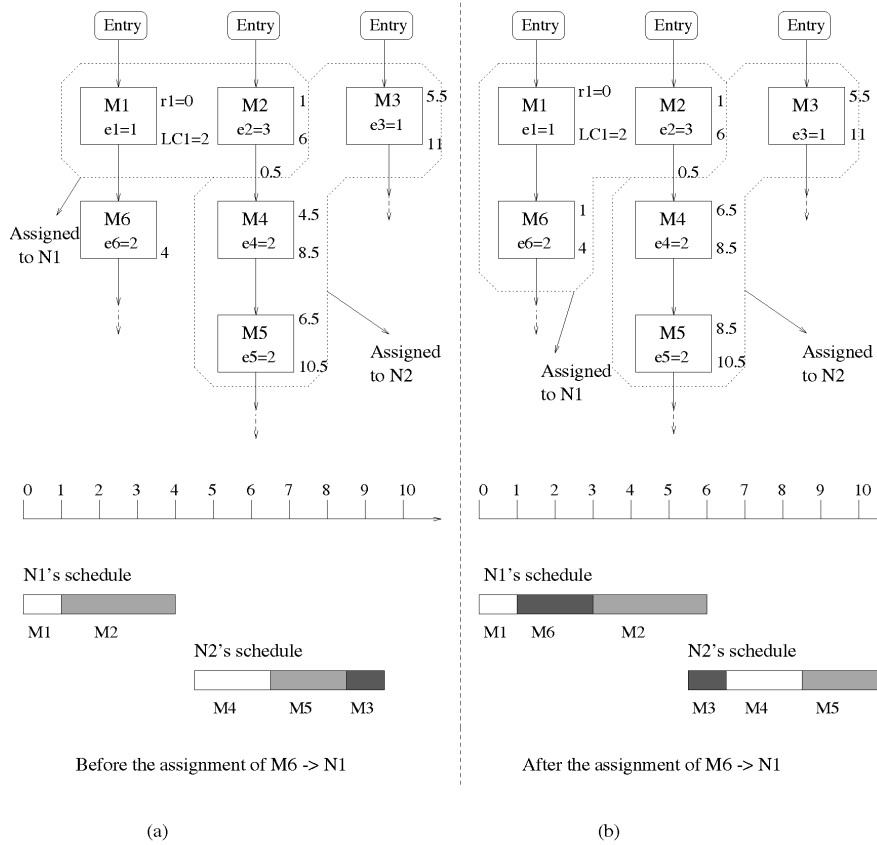 Entry Entry Entry
M1 e1=1 r1=0 LC1=2
M2 e2=3 1 6
M3 e3=1 5.5 11
0.5
Assigned to N1
M6 e6=2 4
M4 e4=2 4.5 8.5
M5 e5=2 6.5 10.5
Assigned to N2
0 1 2 3 4 5 6 7 8 9 10
N1's schedule
M1 M2
N2's schedule
M4 M5 M3
Before the assignment of M6 -> N1
(a)
Entry Entry Entry
M1 e1=1 r1=0 LC1=2
M2 e2=3 1 6
M3 e3=1 5.5 11
0.5
M6 e6=2 1 4
M4 e4=2 6.5 8.5
M5 e5=2 8.5 10.5
Assigned to N1
Assigned to N2
0 1 2 3 4 5 6 7 8 9 10
N1's schedule
M1 M6 M2
N2's schedule
M3 M4 M5
After the assignment of M6 -> N1
(b)